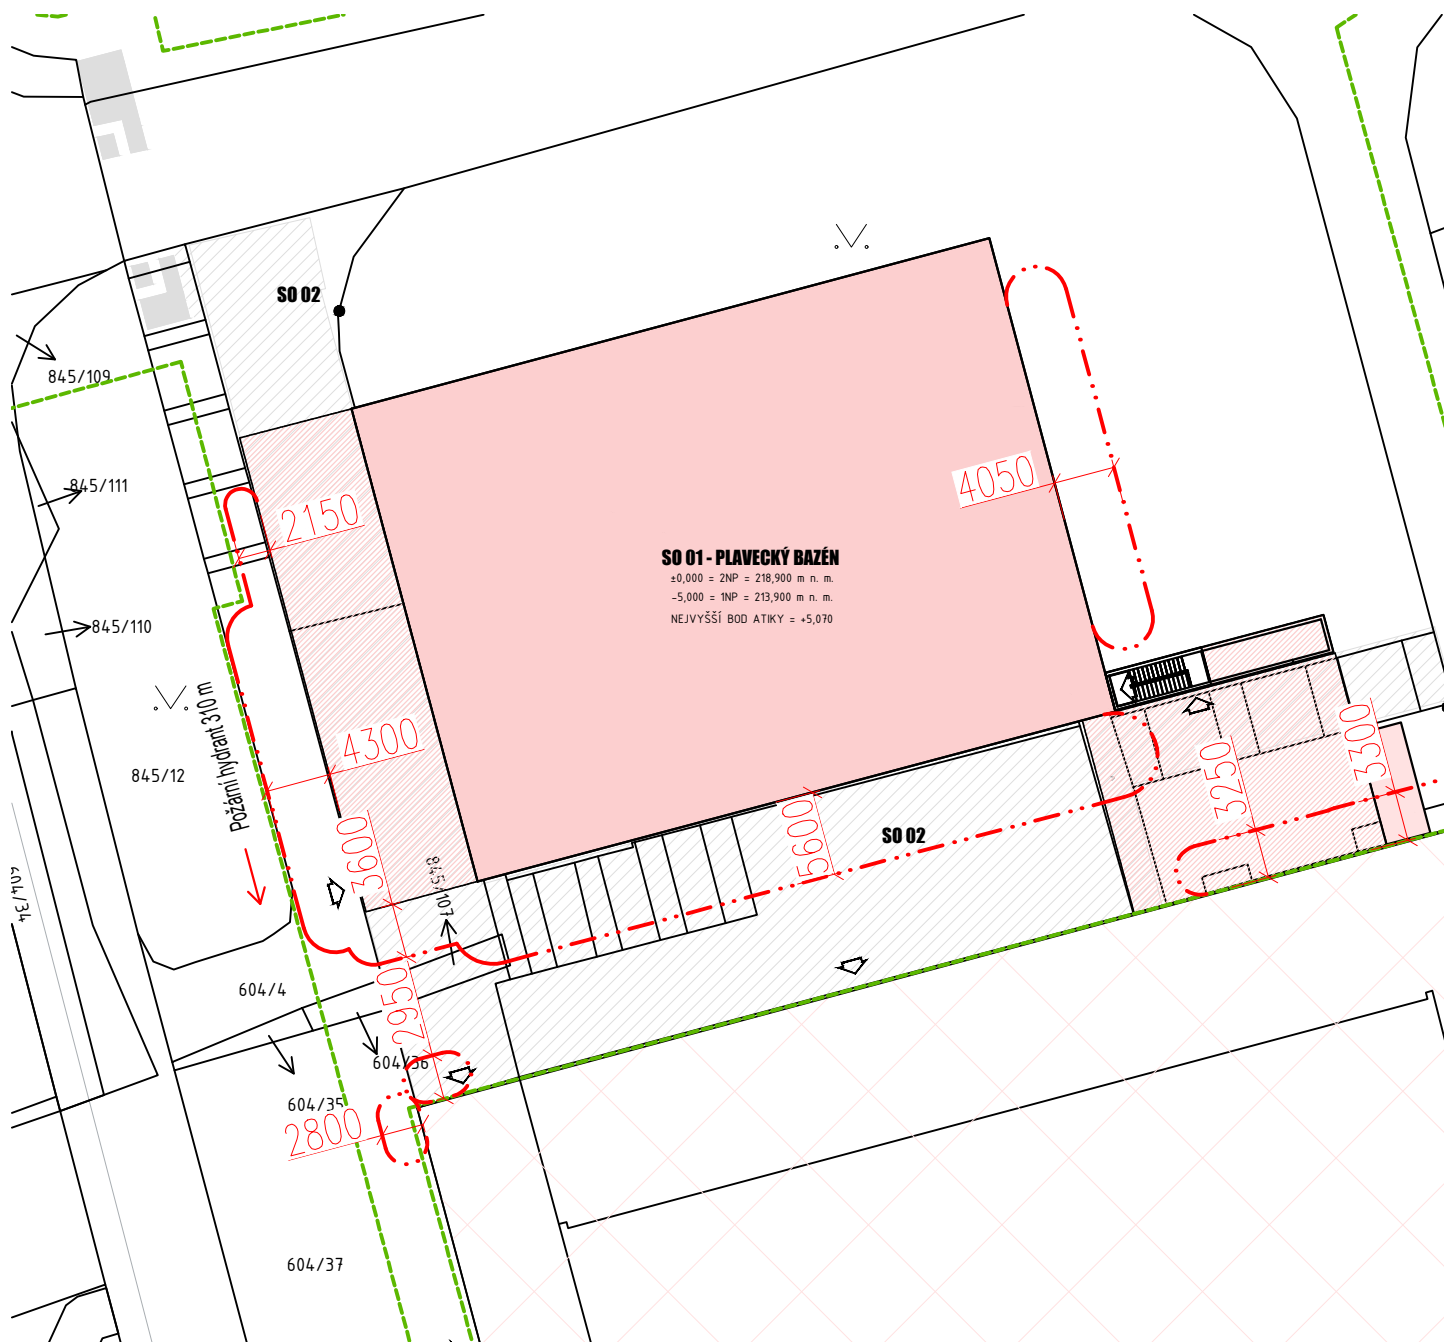 SO 02
845/109
845/111
2150
4050
SO 01 - PLAVECKÝ BAZÉN
±0,000 = 2NP = 218,900 m n. m.
-5,000 = 1NP = 213,900 m n. m.
NEJVYŠŠÍ BOD ATIKY = +5,070
845/110
Požární hydrant 310 m
4300
845/12
3300
3250
3600
5600
SO 02
845/107
604/34
604/4
2950
604/36
604/35
2800
604/37